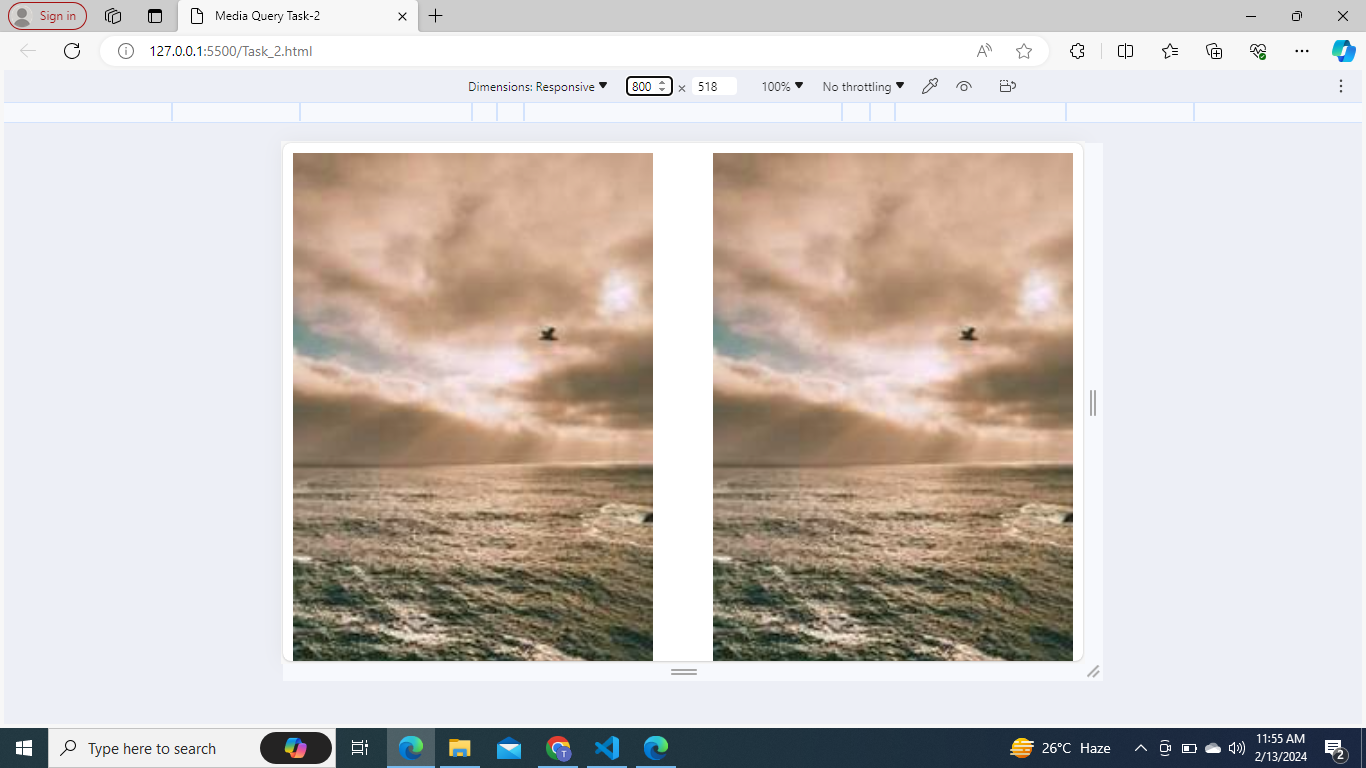 Sign in
Media Query Task-2
127.0.0.1:5500/Task_2.html
Dimensions: Responsive 800 × 518 100% No throttling
Type here to search
26°C Haze
11:55 AM
2/13/2024
2
T